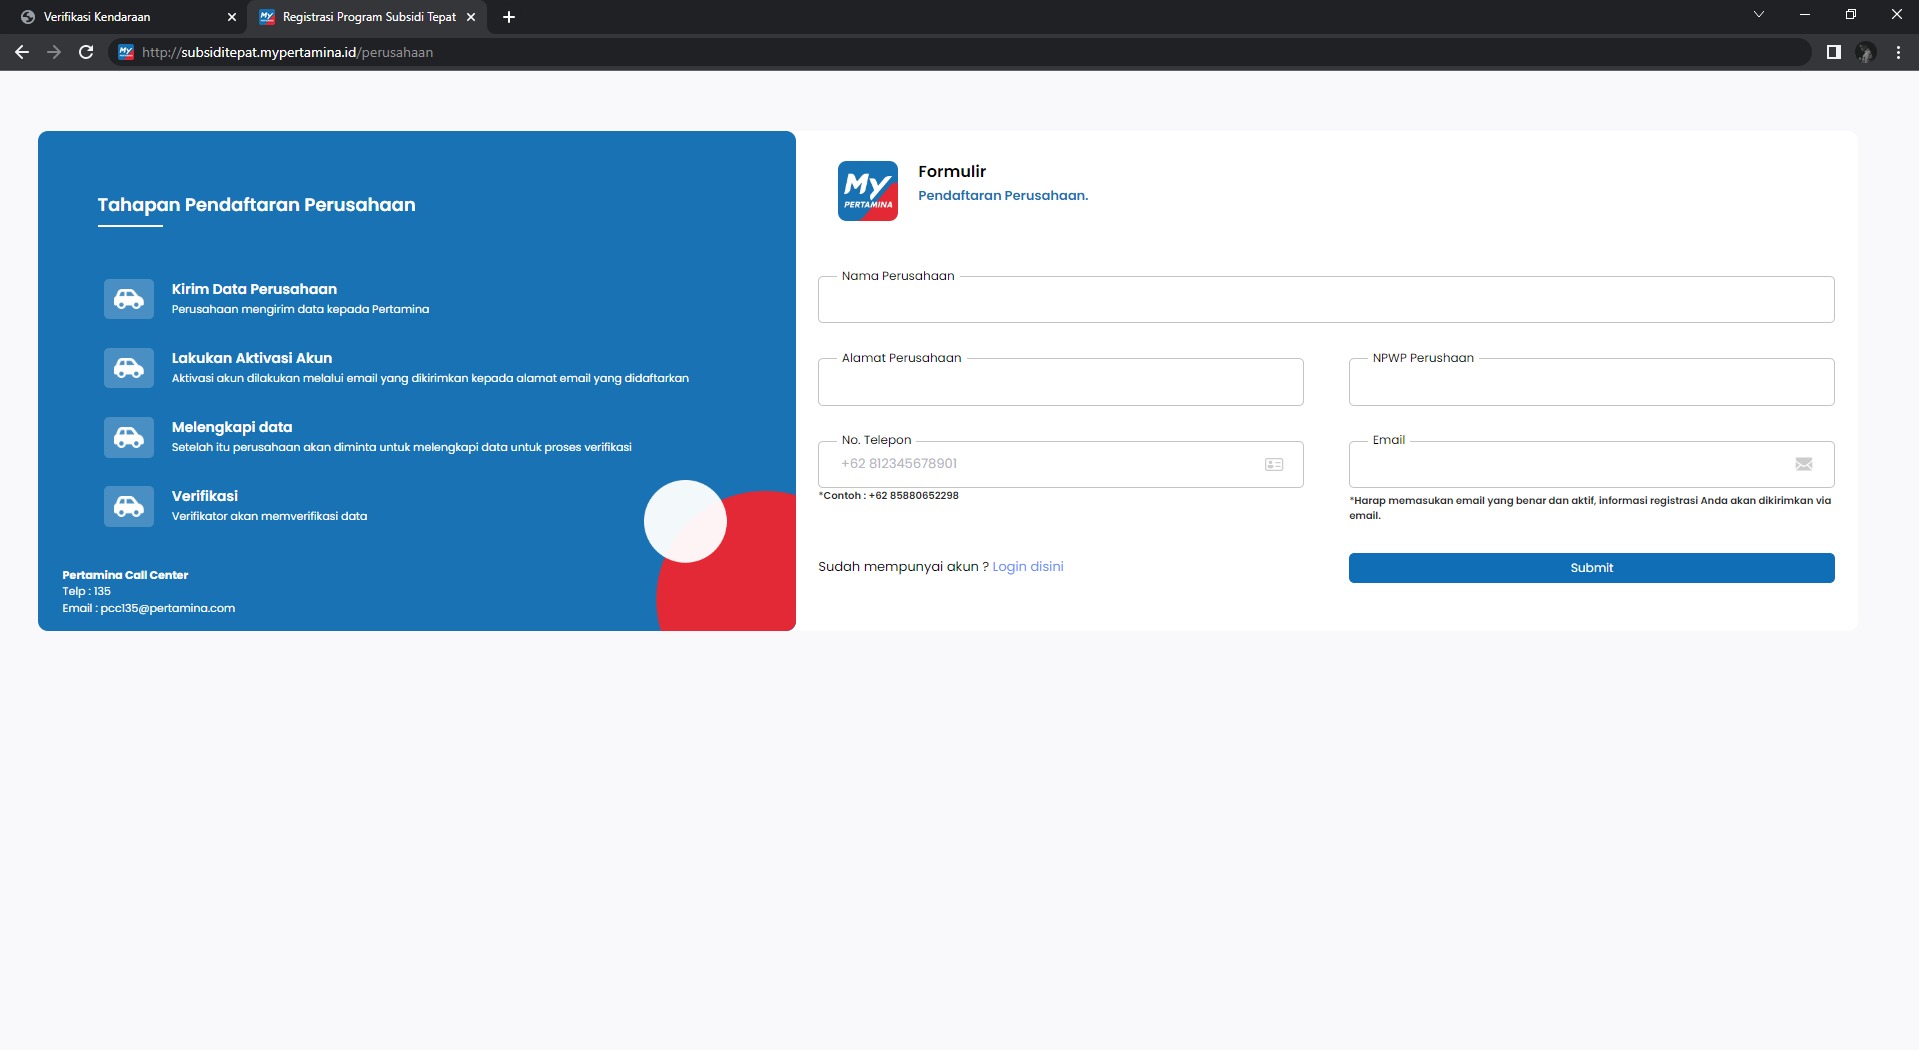 Verifikasi Kendaraan
Registrasi Program Subsidi Tepat
http://subsiditepat.mypertamina.id/perusahaan
Tahapan Pendaftaran Perusahaan
Kirim Data Perusahaan
Perusahaan mengirim data kepada Pertamina
Lakukan Aktivasi Akun
Aktivasi akun dilakukan melalui email yang dikirimkan kepada alamat email yang didaftarkan
Melengkapi data
Setelah itu perusahaan akan diminta untuk melengkapi data untuk proses verifikasi
Verifikasi
Verifikator akan memverifikasi data
Pertamina Call Center
Telp : 135
Email : pcc135@pertamina.com
My
PERTAMINA
Formulir
Pendaftaran Perusahaan.
Nama Perusahaan
Alamat Perusahaan
NPWP Perushaan
No. Telepon
+62 812345678901
*Contoh : +62 85880652298
Email
*Harap memasukan email yang benar dan aktif, informasi registrasi Anda akan dikirimkan via
email.
Sudah mempunyai akun ? Login disini
Submit